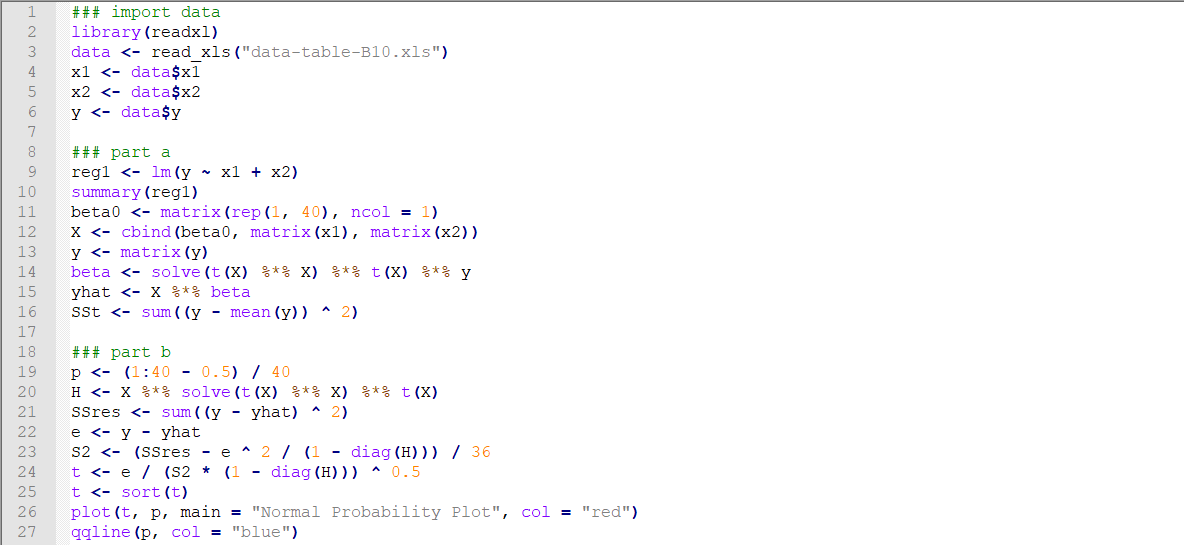 1 ### import data
2 library(readxl)
3 data <- read_xls("data-table-B10.xls")
4 x1 <- data$x1
5 x2 <- data$x2
6 y <- data$y
7
8 ### part a
9 reg1 <- lm(y ~ x1 + x2)
10 summary(reg1)
11 beta0 <- matrix(rep(1, 40), ncol = 1)
12 X <- cbind(beta0, matrix(x1), matrix(x2))
13 y <- matrix(y)
14 beta <- solve(t(X) %*% X) %*% t(X) %*% y
15 yhat <- X %*% beta
16 SSt <- sum((y - mean(y)) ^ 2)
17
18 ### part b
19 p <- (1:40 - 0.5) / 40
20 H <- X %*% solve(t(X) %*% X) %*% t(X)
21 SSres <- sum((y - yhat) ^ 2)
22 e <- y - yhat
23 S2 <- (SSres - e ^ 2 / (1 - diag(H))) / 36
24 t <- e / (S2 * (1 - diag(H))) ^ 0.5
25 t <- sort(t)
26 plot(t, p, main = "Normal Probability Plot", col = "red")
27 qqline(p, col = "blue")